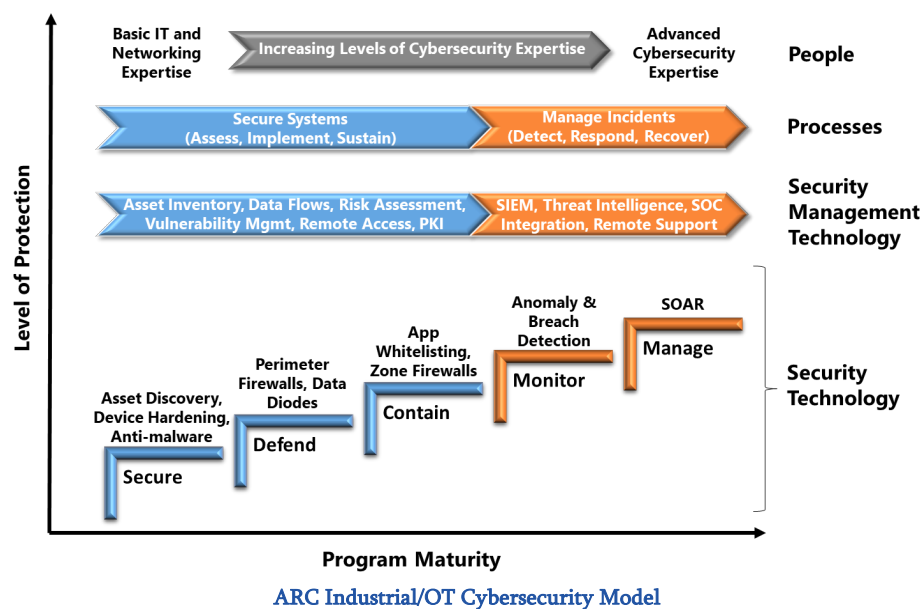 Basic IT and
Networking
Expertise
Increasing Levels of Cybersecurity Expertise
Advanced
Cybersecurity
Expertise
People
Secure Systems
(Assess, Implement, Sustain)
Manage Incidents
(Detect, Respond, Recover)
Processes
Asset Inventory, Data Flows, Risk Assessment,
Vulnerability Mgmt, Remote Access, PKI
SIEM, Threat Intelligence, SOC
Integration, Remote Support
Security
Management
Technology
Level of Protection
Asset Discovery,
Device Hardening,
Anti-malware
Secure
Perimeter
Firewalls, Data
Diodes
Defend
App
Whitelisting,
Zone Firewalls
Contain
Anomaly &
Breach
Detection
Monitor
SOAR
Manage
Security
Technology
Program Maturity
ARC Industrial/OT Cybersecurity Model